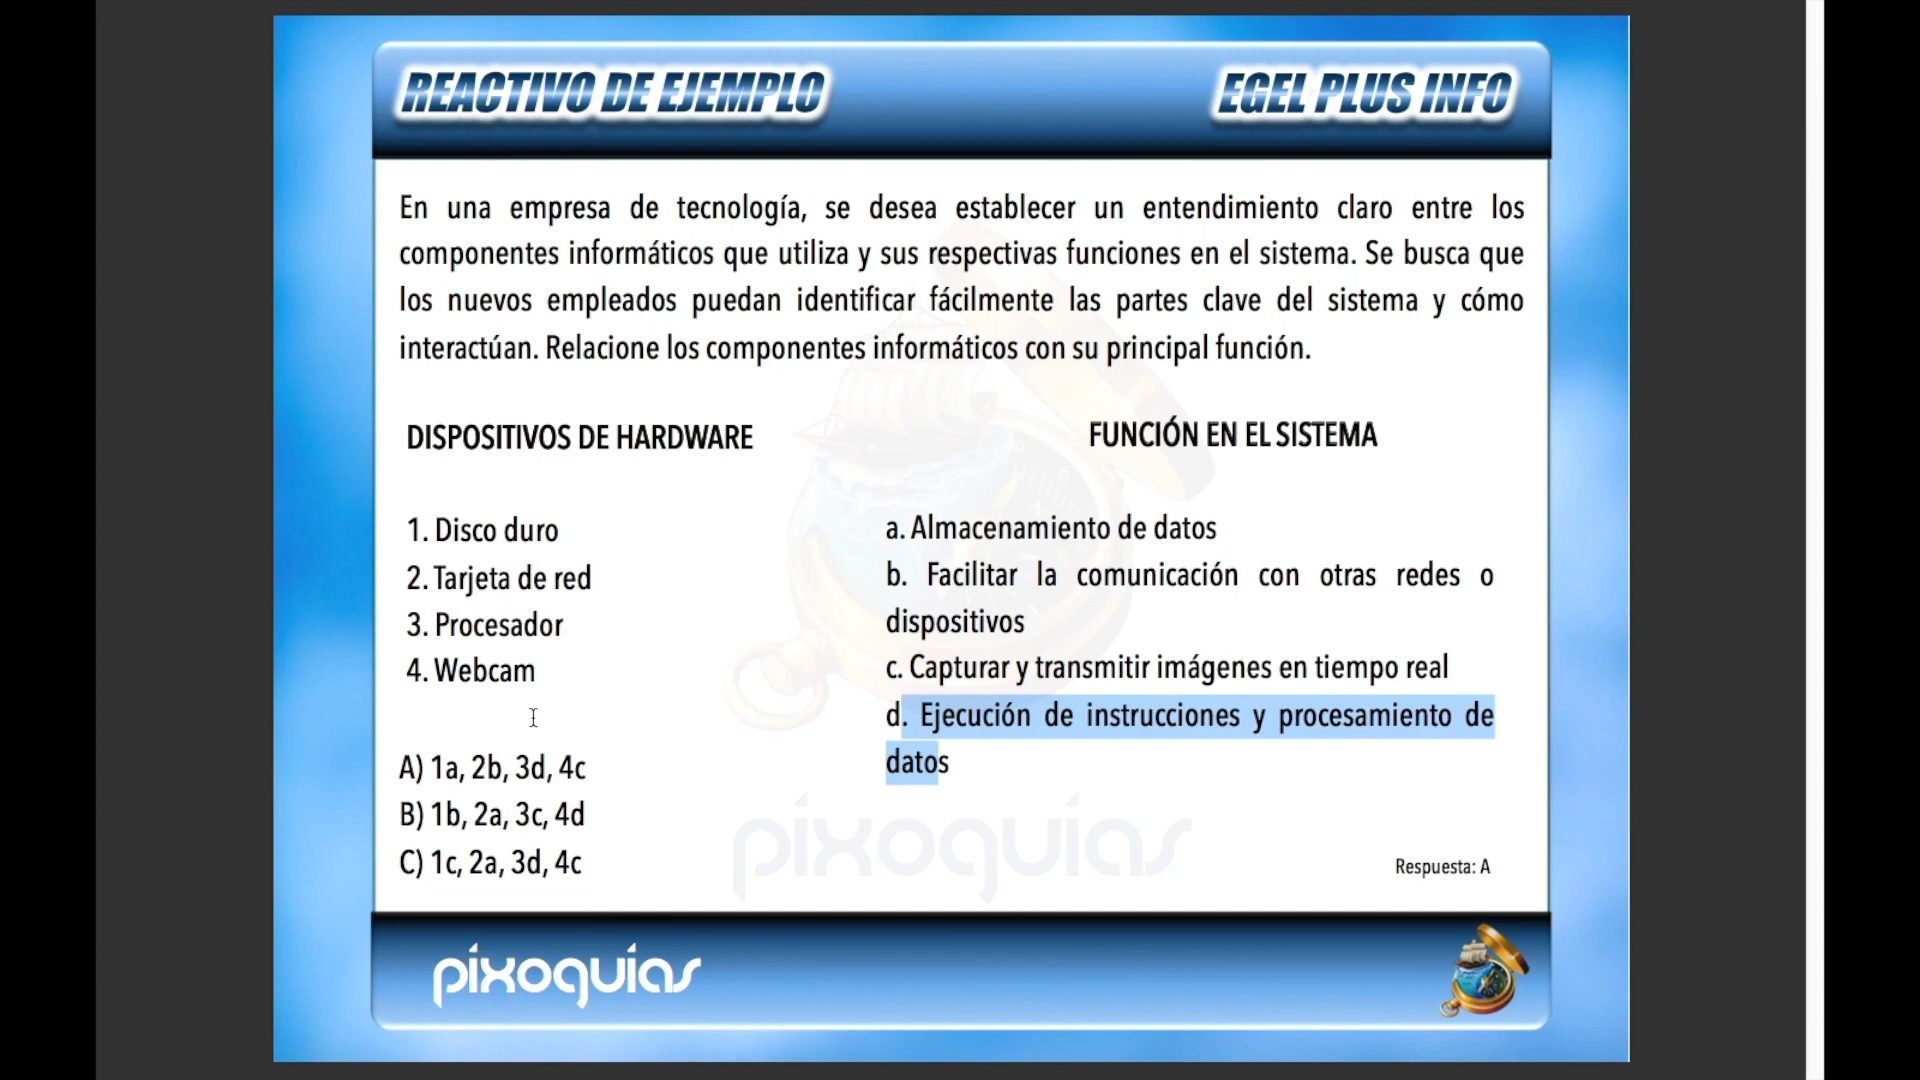 REACTIVO DE EJEMPLO
EGEL PLUS INFO
En una empresa de tecnología, se desea establecer un entendimiento claro entre los
componentes informáticos que utiliza y sus respectivas funciones en el sistema. Se busca que
los nuevos empleados puedan identificar fácilmente las partes clave del sistema y cómo
interactúan. Relacione los componentes informáticos con su principal función.
DISPOSITIVOS DE HARDWARE
1. Disco duro
2. Tarjeta de red
3. Procesador
4. Webcam
FUNCIÓN EN EL SISTEMA
a. Almacenamiento de datos
b. Facilitar la comunicación con otras redes o
dispositivos
c. Capturar y transmitir imágenes en tiempo real
d. Ejecución de instrucciones y procesamiento de
datos
A) 1a, 2b, 3d, 4c
B) 1b, 2a, 3c, 4d
C) 1c, 2a, 3d, 4c
Respuesta: A
pixoguías
pixoguías